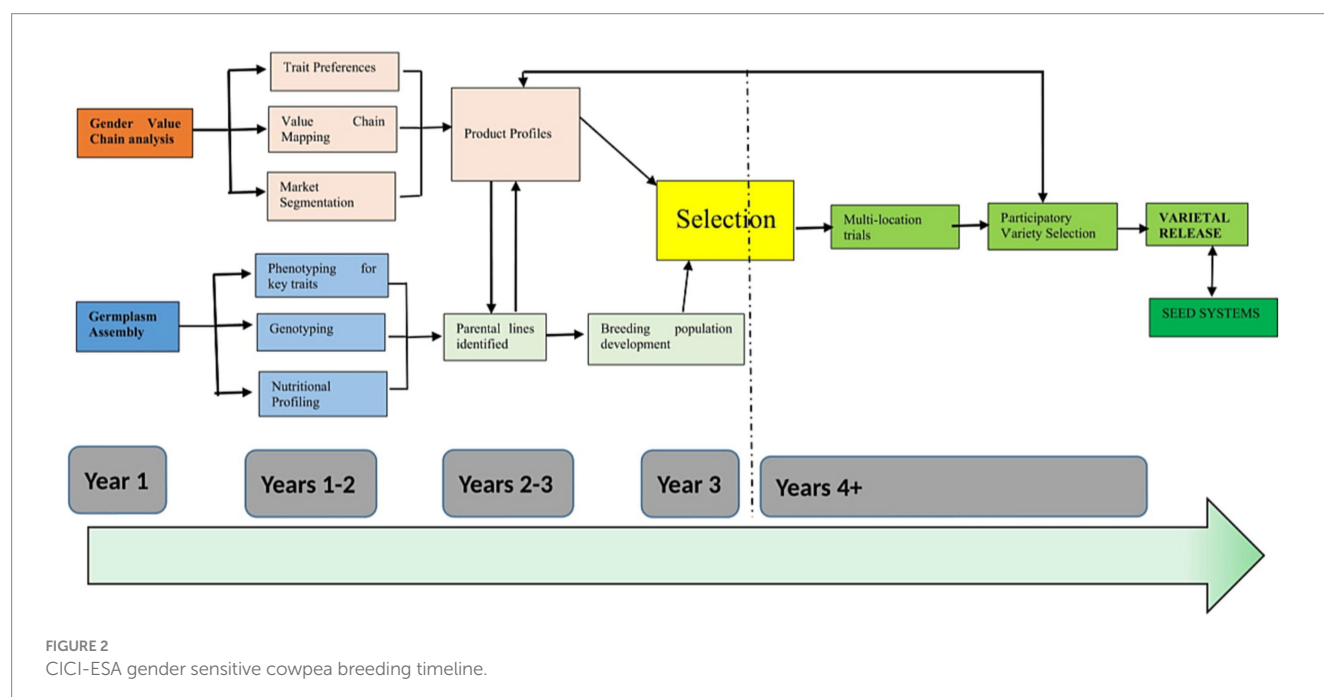 Trait Preferences
Gender Value
Chain analysis
Value Chain
Mapping
Market
Segmentation
Product Profiles
Selection
Multi-location
trials
Participatory
Variety Selection
VARIETAL
RELEASE
SEED SYSTEMS
Germplasm
Assembly
Phenotyping for
key traits
Genotyping
Nutritional
Profiling
Parental lines
identified
Breeding population
development
Year 1
Years 1-2
Years 2-3
Year 3
Years 4+
FIGURE 2
CICI-ESA gender sensitive cowpea breeding timeline.